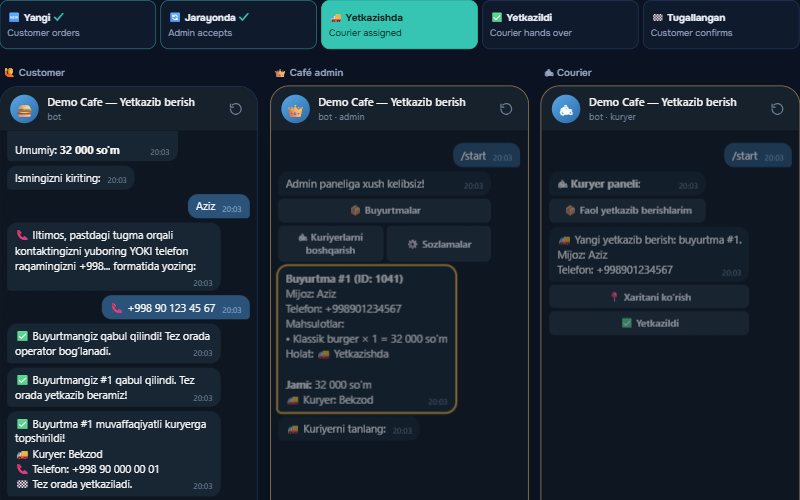 Yangi
Customer orders
Jarayonda
Admin accepts
Yetkazishda
Courier assigned
Yetkazildi
Courier hands over
Tugallangan
Customer confirms
Customer
Demo Cafe — Yetkazib berish
bot
Umumiy: 32 000 so'm 20:03
Ismingizni kiriting: 20:03
Aziz 20:03
Iltimos, pastdagi tugma orqali
kontaktingizni yuboring YOKI telefon
raqamingizni +998... formatida yozing:
20:03
+998 90 123 45 67 20:03
Buyurtmangiz qabul qilindi! Tez orada
operator bog'lanadi. 20:03
Buyurtmangiz #1 qabul qilindi. Tez
orada yetkazib beramiz! 20:03
Buyurtma #1 muvaffaqiyatli kuryerga
topshirildi!
Kuryer: Bekzod
Telefon: +998 90 000 00 01
Tez orada yetkaziladi. 20:03
Café admin
Demo Cafe — Yetkazib berish
bot · admin
/start 20:03
Admin paneliga xush kelibsiz! 20:03
Buyurtmalar
Kuriyerlarni
boshqarish
Sozlamalar
Buyurtma #1 (ID: 1041)
Mijoz: Aziz
Telefon: +998901234567
Mahsulotlar:
• Klassik burger × 1 = 32 000 so'm
Holat: Yetkazishda
Jami: 32 000 so'm
Kuryer: Bekzod 20:03
Kuriyerni tanlang: 20:03
Courier
Demo Cafe — Yetkazib berish
bot · kuryer
/start 20:03
Kuryer paneli: 20:03
Faol yetkazib berishlarim
Yangi yetkazib berish: buyurtma #1.
Mijoz: Aziz
Telefon: +998901234567 20:03
Xaritani ko'rish
Yetkazildi